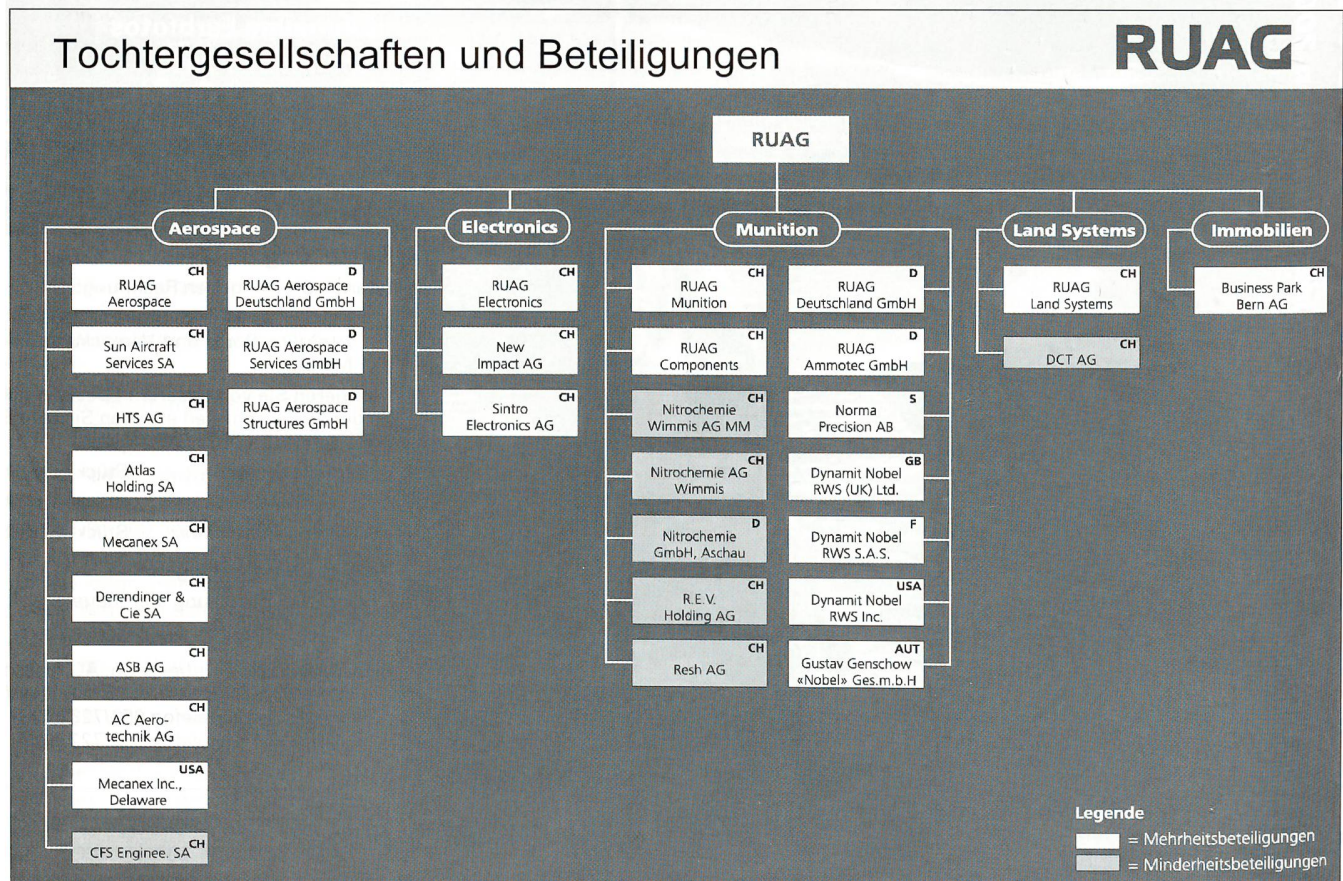 Tochtergesellschaften und Beteiligungen
RUAG
RUAG
Aerospace
CH
RUAG
Aerospace
CH
Sun Aircraft
Services SA
CH
HTS AG
CH
Atlas
Holding SA
CH
Mecanex SA
CH
Derendinger &
Cie SA
CH
ASB AG
CH
AC Aero-
technik AG
USA
Mecanex Inc.,
Delaware
CH
CFS Enginee. SA
D
RUAG Aerospace
Deutschland GmbH
D
RUAG Aerospace
Services GmbH
D
RUAG Aerospace
Structures GmbH
Electronics
CH
RUAG
Electronics
CH
New
Impact AG
CH
Sintro
Electronics AG
Munition
CH
RUAG
Munition
CH
RUAG
Components
CH
Nitrochemie
Wimmis AG MM
CH
Nitrochemie AG
Wimmis
D
Nitrochemie
GmbH, Aschau
CH
R.E.V.
Holding AG
CH
Resh AG
D
RUAG
Deutschland GmbH
D
RUAG
Ammotec GmbH
S
Norma
Precision AB
GB
Dynamit Nobel
RWS (UK) Ltd.
F
Dynamit Nobel
RWS S.A.S.
USA
Dynamit Nobel
RWS Inc.
AUT
Gustav Genschow
«Nobel» Ges.m.b.H
Land Systems
CH
RUAG
Land Systems
CH
DCT AG
Immobilien
CH
Business Park
Bern AG
Legende
= Mehrheitsbeteiligungen
= Minderheitsbeteiligungen